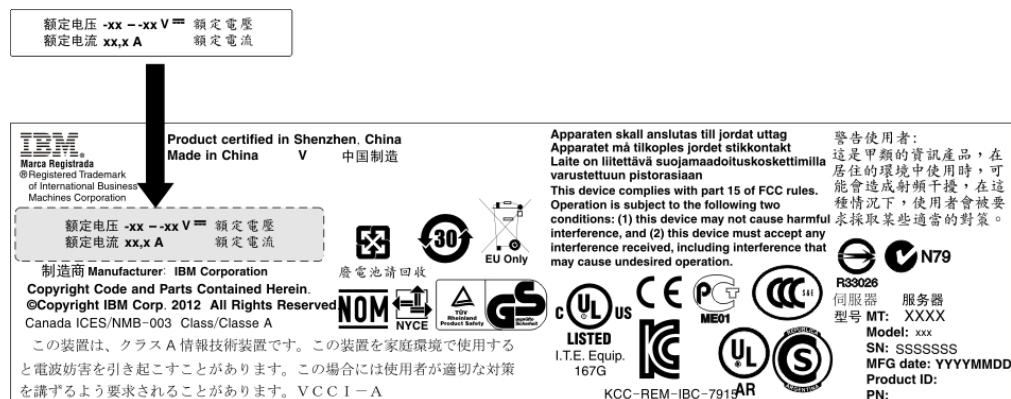 额定电压 -xx – -xx V 額定電壓
额定电流 xx,x A 額定電流
IBM.
Marca Registrada
® Registered Trademark
of International Business
Machines Corporation
Product certified in Shenzhen, China
Made in China V 中国制造
额定电压 -xx – -xx V 額定電壓
额定电流 xx,x A 額定電流
制造商 Manufacturer: IBM Corporation
Copyright Code and Parts Contained Herein.
©Copyright IBM Corp. 2012 All Rights Reserved
Canada ICES/NMB-003 Class/Classe A
この装置は、クラス A 情報技術装置です。この装置を家庭環境で使用する
と電波妨害を引き起こすことがあります。この場合には使用者が適切な対策
を講ずるよう要求されることがあります。VCCI-A
廢電池請回收
30
EU Only
NOM
NYCE
TÜV
Rheinland
Product Safety
GS
geprüfte
Sicherheit
Apparaten skall anslutas till jordat uttag
Apparatet må tilkoples jordet stikkontakt
Laite on liitettävä suojamaadoituskoskettimilla
varustettuun pistorasiaan
This device complies with part 15 of FCC rules.
Operation is subject to the following two
conditions: (1) this device may not cause harmful
interference, and (2) this device must accept any
interference received, including interference that
may cause undesired operation.
C UL US
LISTED
I.T.E. Equip.
167G
CE
KC
KCC-REM-IBC-7915
PG
ME01
CCC S&E
UL
AR
REPUBLICA
S
ARGENTINA
警告使用者:
這是甲類的資訊產品，在
居住的環境中使用時，可
能會造成射頻干擾，在這
種情況下，使用者會被要
求採取某些適當的對策。
R33026
N79
伺服器 服务器
型号 MT: XXXX
Model: xxx
SN: SSSSSSS
MFG date: YYYYMMDD
Product ID:
PN: